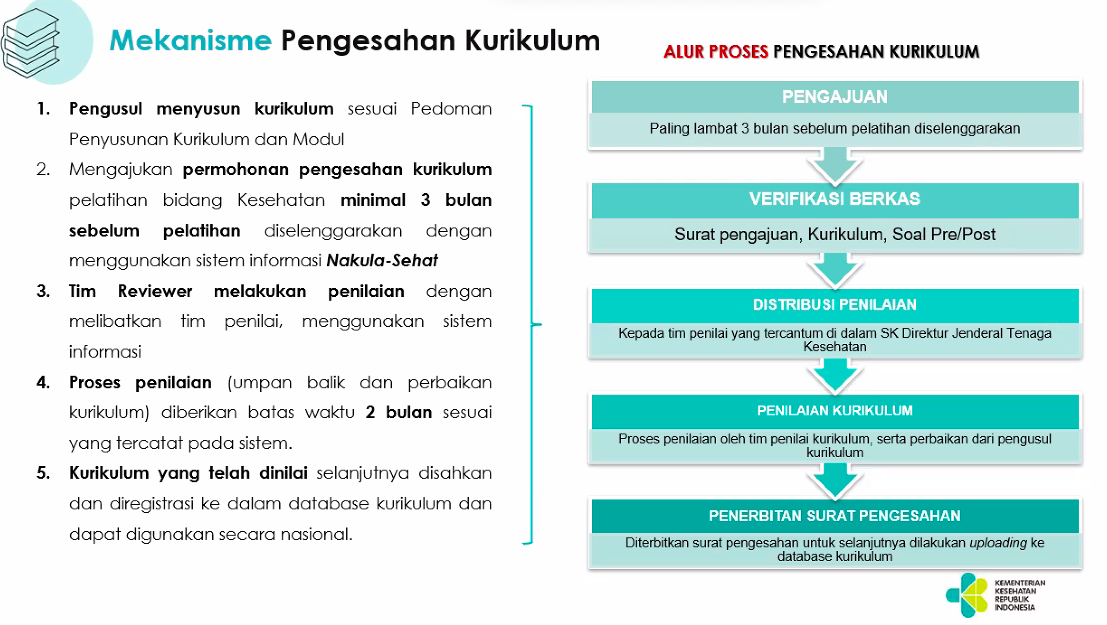 Mekanisme Pengesahan Kurikulum
1. Pengusul menyusun kurikulum sesuai Pedoman
Penyusunan Kurikulum dan Modul
2. Mengajukan permohonan pengesahan kurikulum
pelatihan bidang Kesehatan minimal 3 bulan
sebelum pelatihan diselenggarakan dengan
menggunakan sistem informasi Nakula-Sehat
3. Tim Reviewer melakukan penilaian dengan
melibatkan tim penilai, menggunakan sistem
informasi
4. Proses penilaian (umpan balik dan perbaikan
kurikulum) diberikan batas waktu 2 bulan sesuai
yang tercatat pada sistem.
5. Kurikulum yang telah dinilai selanjutnya disahkan
dan diregistrasi ke dalam database kurikulum dan
dapat digunakan secara nasional.
ALUR PROSES PENGESAHAN KURIKULUM
PENGAJUAN
Paling lambat 3 bulan sebelum pelatihan diselenggarakan
VERIFIKASI BERKAS
Surat pengajuan, Kurikulum, Soal Pre/Post
DISTRIBUSI PENILAIAN
Kepada tim penilai yang tercantum di dalam SK Direktur Jenderal Tenaga
Kesehatan
PENILAIAN KURIKULUM
Proses penilaian oleh tim penilai kurikulum, serta perbaikan dari pengusul
kurikulum
PENERBITAN SURAT PENGESAHAN
Diterbitkan surat pengesahan untuk selanjutnya dilakukan uploading ke
database kurikulum
KEMENTERIAN
KESEHATAN
REPUBLIK
INDONESIA